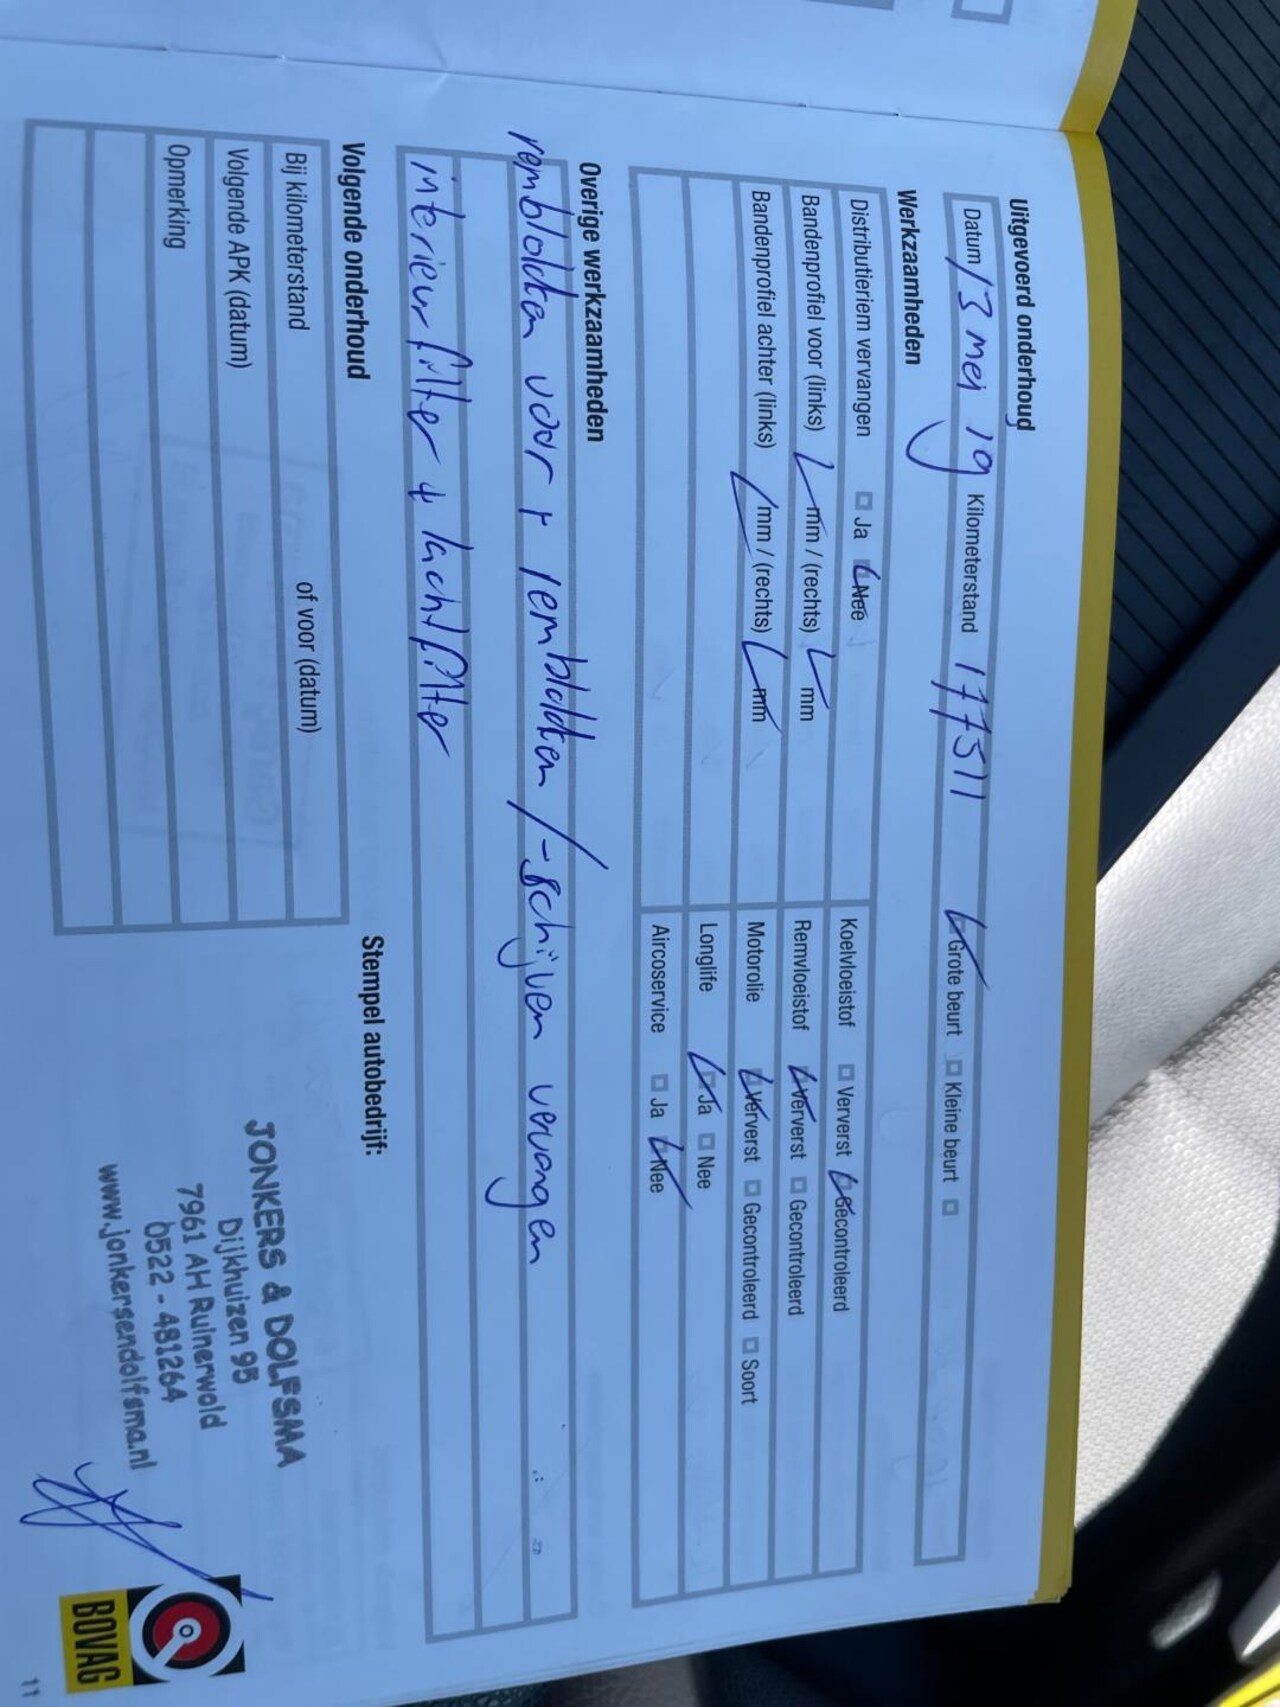 Uitgevoerd onderhoud
Datum 13 mei 19 Kilometerstand 177511 Grote beurt Kleine beurt
Werkzaamheden
Distributieriem vervangen Ja Nee Koelvloeistof Ververst Gecontroleerd
Bandenprofiel voor (links) mm / (rechts) mm Remvloeistof Ververst Gecontroleerd
Bandenprofiel achter (links) mm / (rechts) mm Motorolie Ververst Gecontroleerd Soort
Longlife Ja Nee
Aircoservice Ja Nee
Overige werkzaamheden
remblokken voor + remblokken /-schijven vervangen
interieurfilter + luchtfilter
Volgende onderhoud
Bij kilometerstand of voor (datum)
Volgende APK (datum)
Opmerking
Stempel autobedrijf:
JONKERS & DOLFSMA
Dijkhuizen 95
7961 AH Ruinerwold
0522 - 481264
www.jonkersendolfsma.nl
BOVAG
11